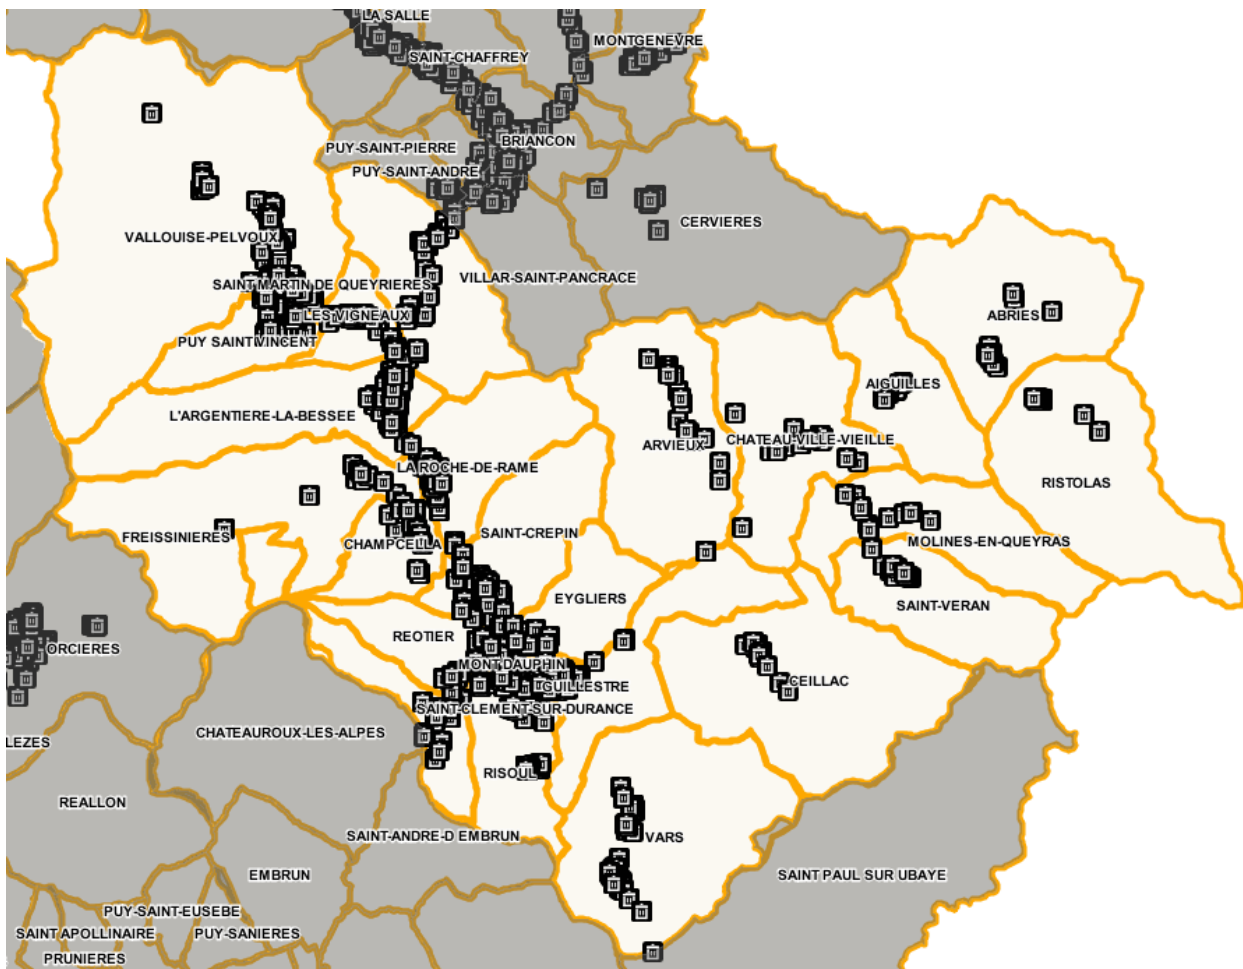 LA SALLE
MONTGENEVRE
SAINT-CHAFFREY
BRIANCON
PUY-SAINT-PIERRE
PUY-SAINT-ANDRE
CERVIERES
VALLOUISE-PELVOUX
VILLAR-SAINT-PANCRACE
SAINT MARTIN DE QUEYRIERES
LES VIGNEAUX
ABRIES
PUY SAINT VINCENT
AIGUILLES
L'ARGENTIERE-LA-BESSEE
CHATEAU-VILLE-VIEILLE
ARVIEUX
LA ROCHE-DE-RAME
RISTOLAS
SAINT-CREPIN
FREISSINIERES
CHAMPCELLA
MOLINES-EN-QUEYRAS
EYGLIERS
SAINT-VERAN
REOTIER
ORCIERES
MONT-DAUPHIN
CEILLAC
GUILLESTRE
SAINT-CLEMENT-SUR-DURANCE
CHATEAUROUX-LES-ALPES
LEZES
RISOUL
REALLON
SAINT-ANDRE-D EMBRUN
VARS
EMBRUN
SAINT PAUL SUR UBAYE
PUY-SAINT-EUSEBE
SAINT APOLLINAIRE
PUY-SANIERES
PRUNIERES